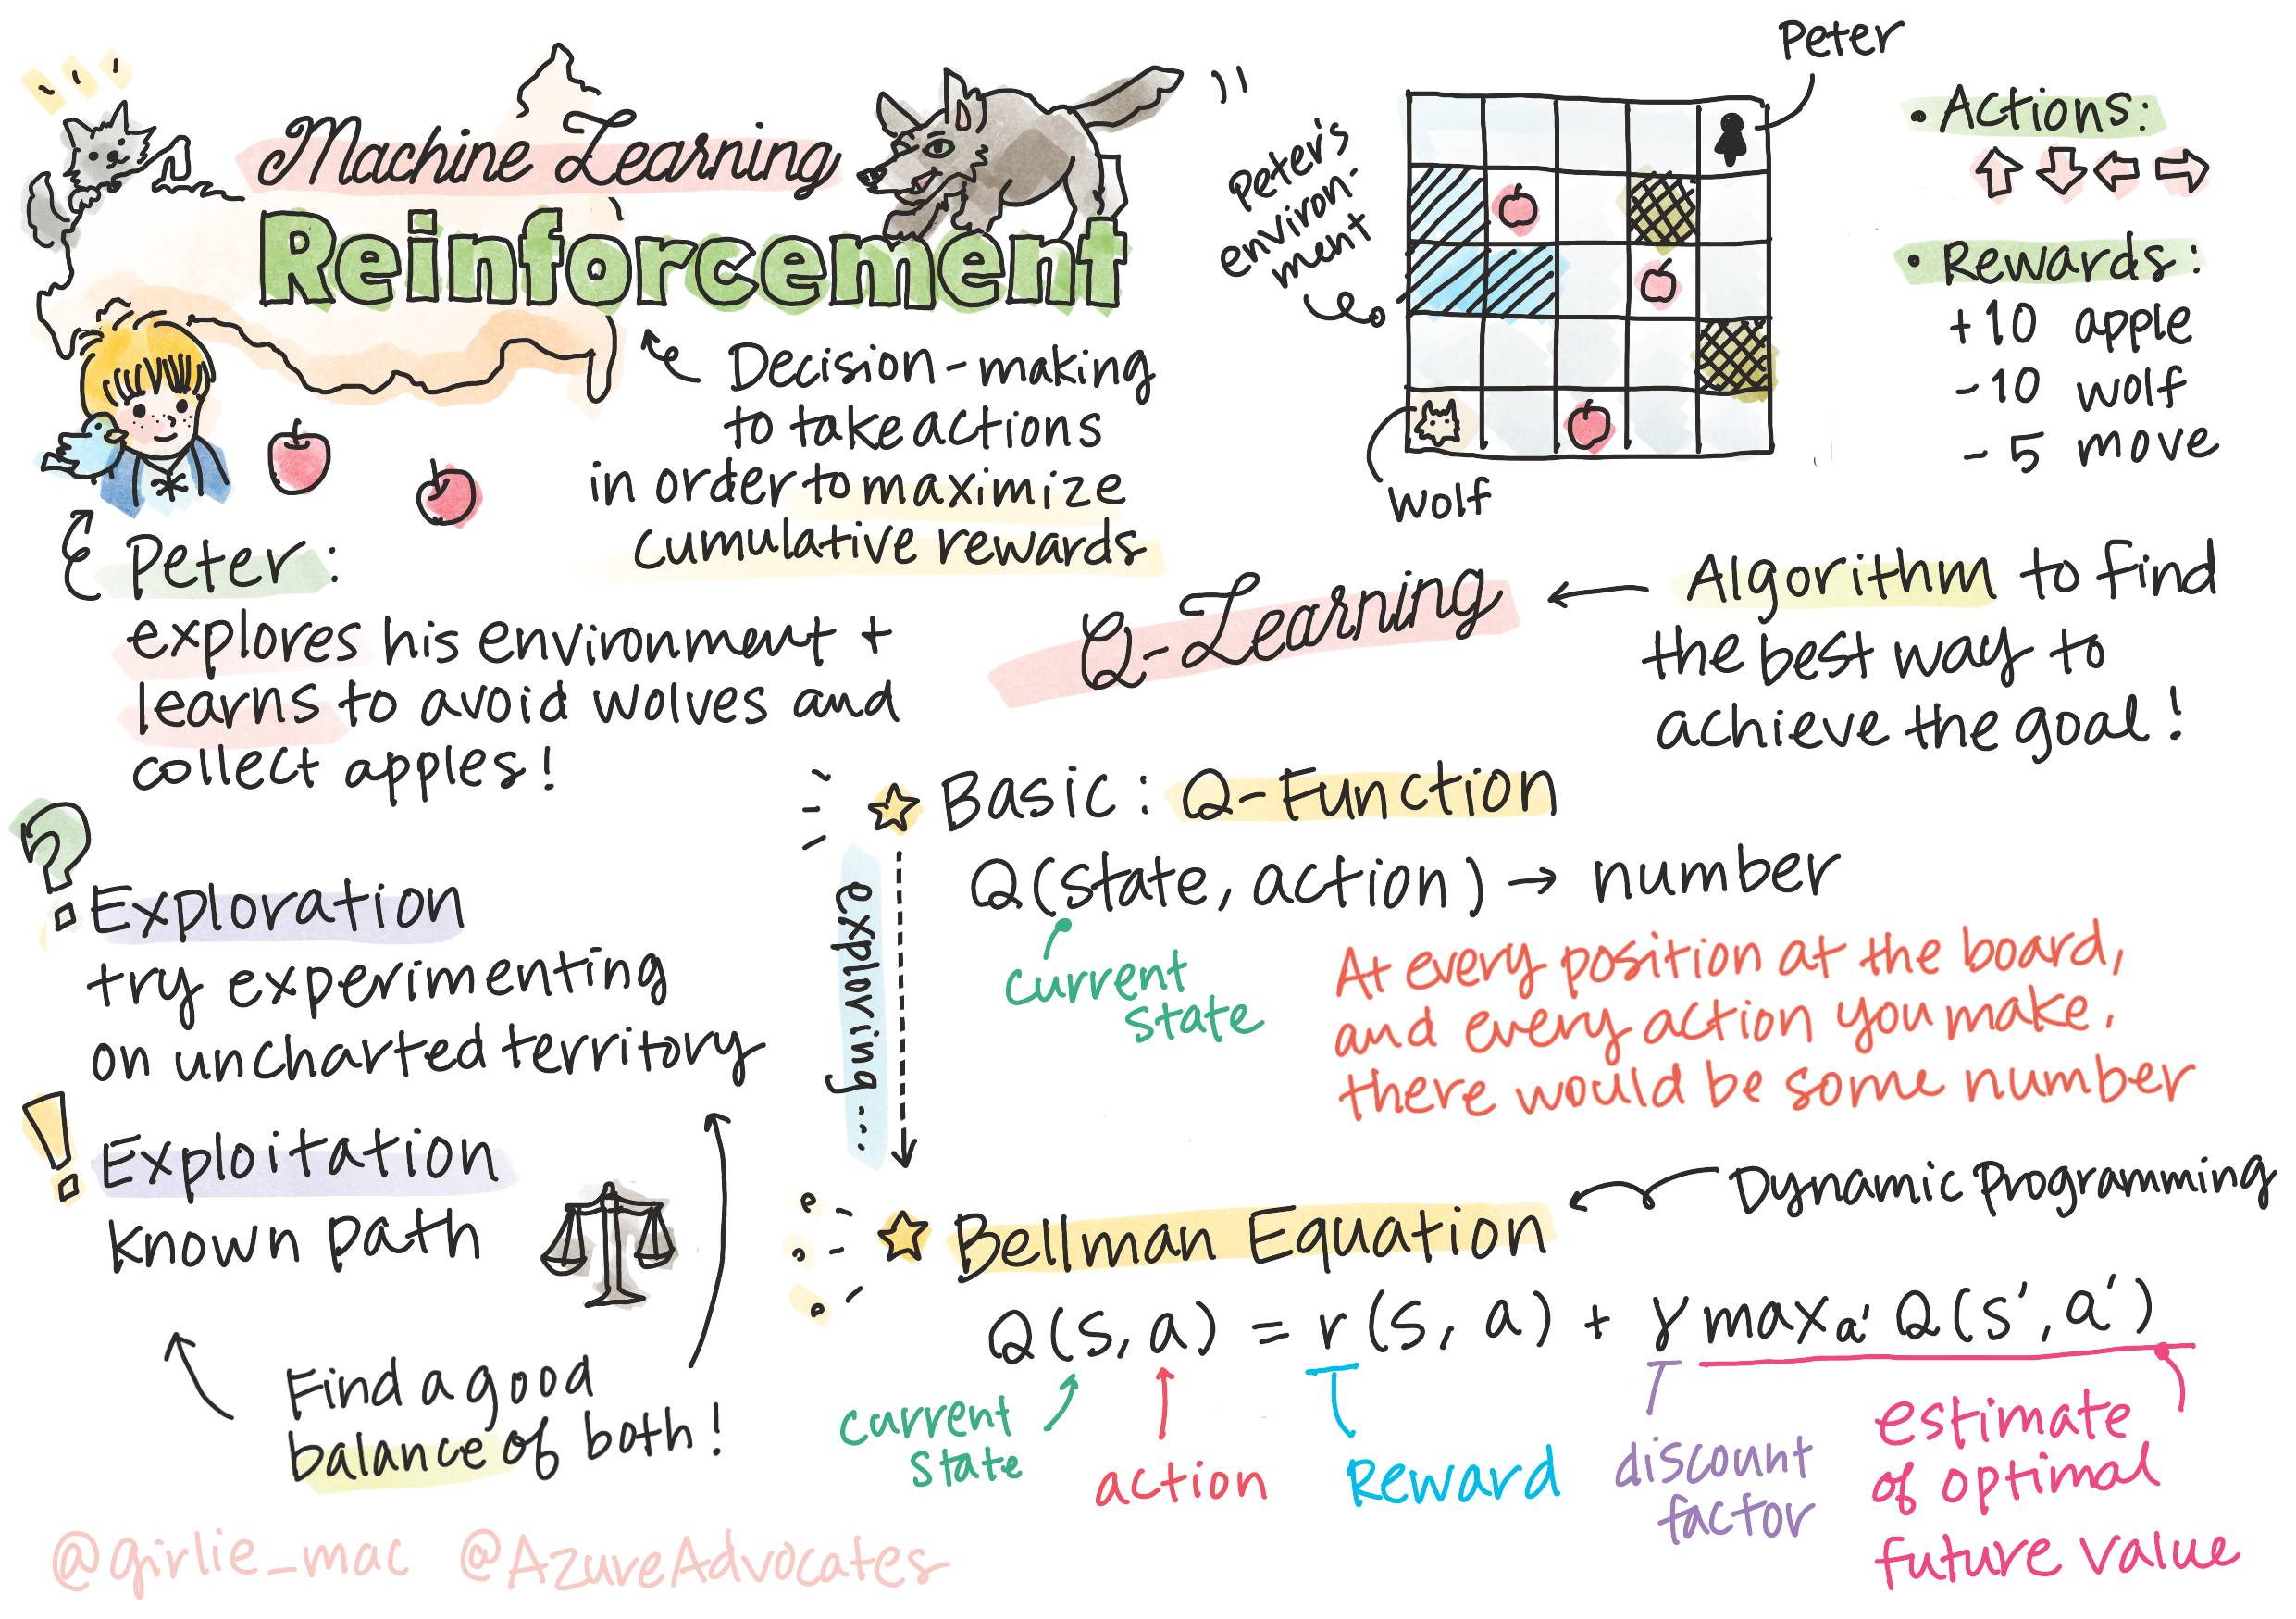 Machine Learning
Reinforcement
Decision-making
to take actions
in order to maximize
cumulative rewards
Peter:
explores his environment +
learns to avoid wolves and
collect apples!
?
Exploration
try experimenting
on uncharted territory
!
Exploitation
known path
Find a good
balance of both!
Peter
Peter's
environ-
ment
wolf
• Actions:
⇧ ⇩ ⇦ ⇨
• Rewards:
+10 apple
-10 wolf
- 5 move
Q-Learning
← Algorithm to find
the best way to
achieve the goal!
☆ Basic: Q-Function
Q(state, action) → number
current
state
At every position at the board,
and every action you make,
there would be some number
exploring...
Dynamic Programming
☆ Bellman Equation
Q(s, a) = r(s, a) + γ maxₐ' Q(s', a')
current
state
action
Reward
discount
factor
estimate
of optimal
future value
@girlie_mac @AzureAdvocates